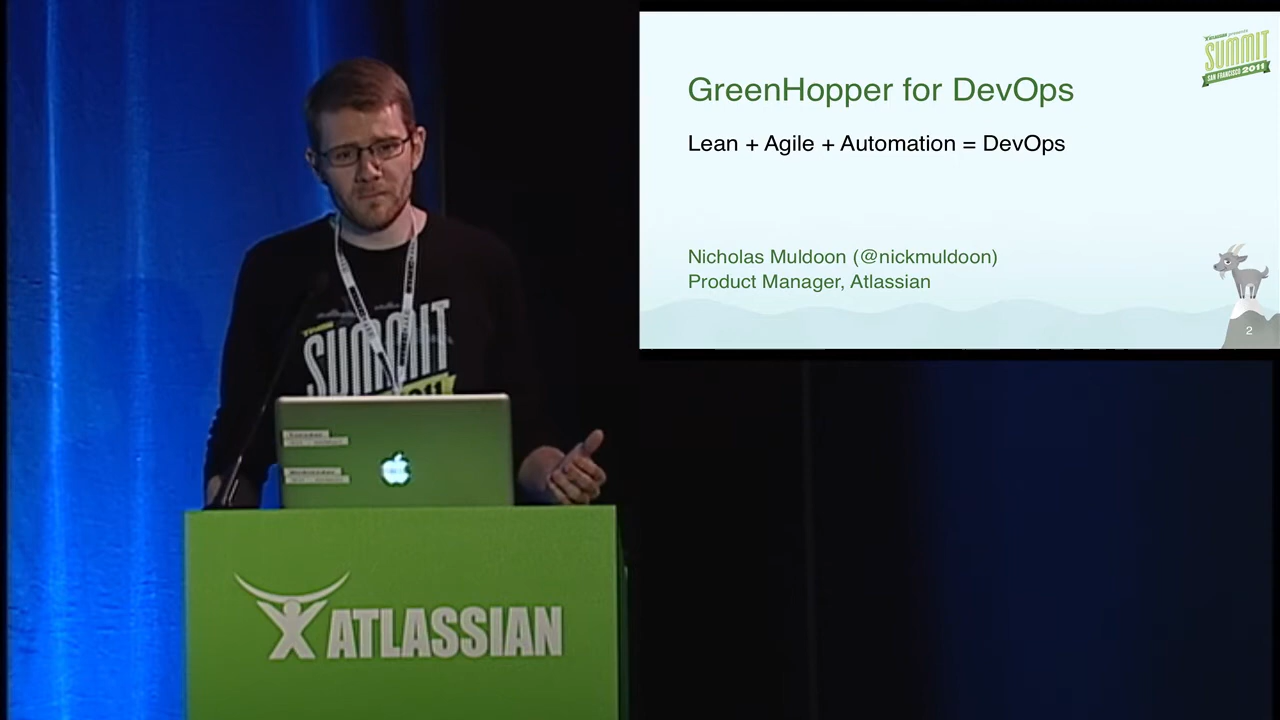 SUMMIT
SAN FRANCISCO 2011
GreenHopper for DevOps
Lean + Agile + Automation = DevOps
Nicholas Muldoon (@nickmuldoon)
Product Manager, Atlassian
2
SUMMIT
2011
ATLASSIAN